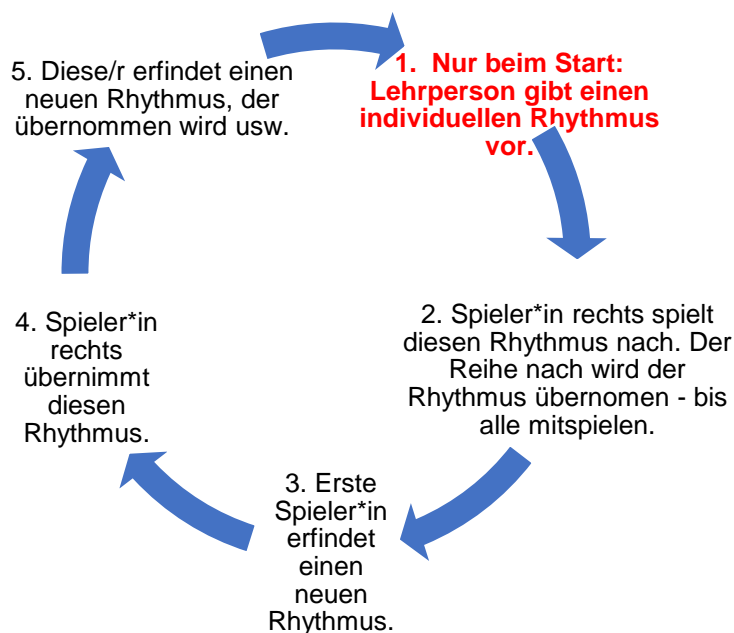 1. Nur beim Start:
Lehrperson gibt einen
individuellen Rhythmus
vor.
2. Spieler*in rechts spielt
diesen Rhythmus nach. Der
Reihe nach wird der
Rhythmus übernomen - bis
alle mitspielen.
3. Erste
Spieler*in
erfindet
einen
neuen
Rhythmus.
4. Spieler*in
rechts
übernimmt
diesen
Rhythmus.
5. Diese/r erfindet einen
neuen Rhythmus, der
übernommen wird usw.